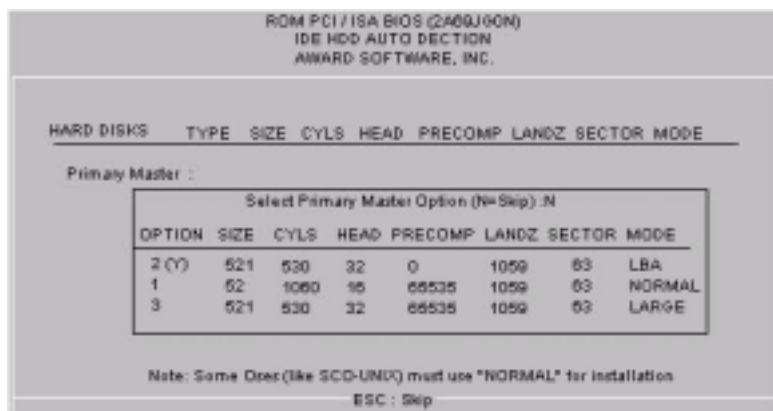 ROM PCI / ISA BIOS (2A69JG0N)
IDE HDD AUTO DECTION
AWARD SOFTWARE, INC.
HARD DISKS TYPE SIZE CYLS HEAD PRECOMP LANDZ SECTOR MODE
Primary Master :
Select Primary Master Option (N=Skip) :N
OPTION SIZE CYLS HEAD PRECOMP LANDZ SECTOR MODE
2 (Y) 521 530 32 0 1059 63 LBA
1 52 1060 16 65535 1059 63 NORMAL
3 521 530 32 65535 1059 63 LARGE
Note: Some Oses (like SCO-UNIX) must use "NORMAL" for installation
ESC : Skip